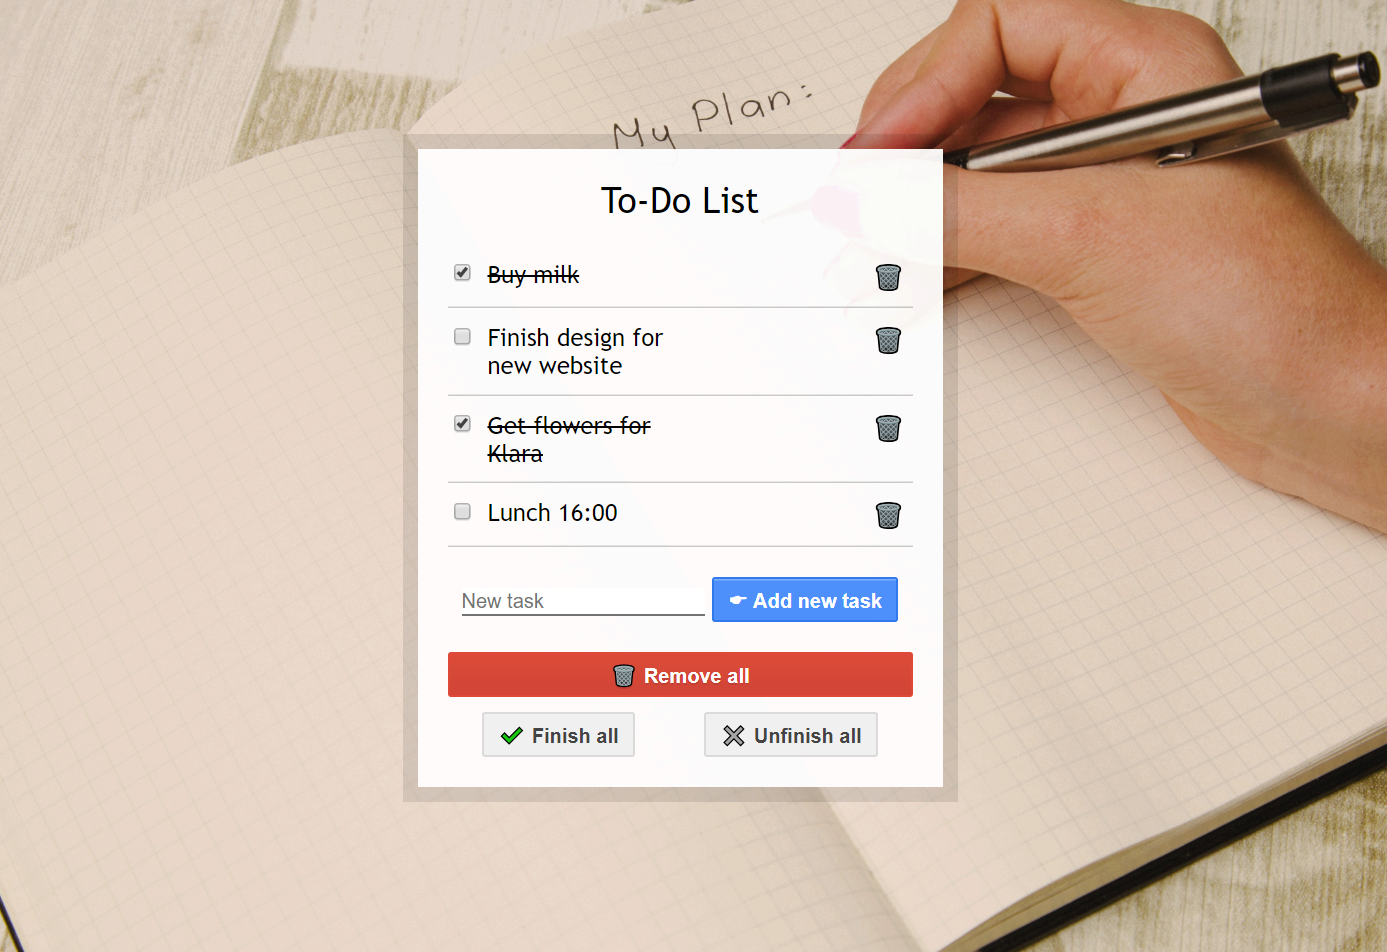 My Plan:
To-Do List
Buy milk
Finish design for
new website
Get flowers for
Klara
Lunch 16:00
New task
Add new task
Remove all
Finish all
Unfinish all